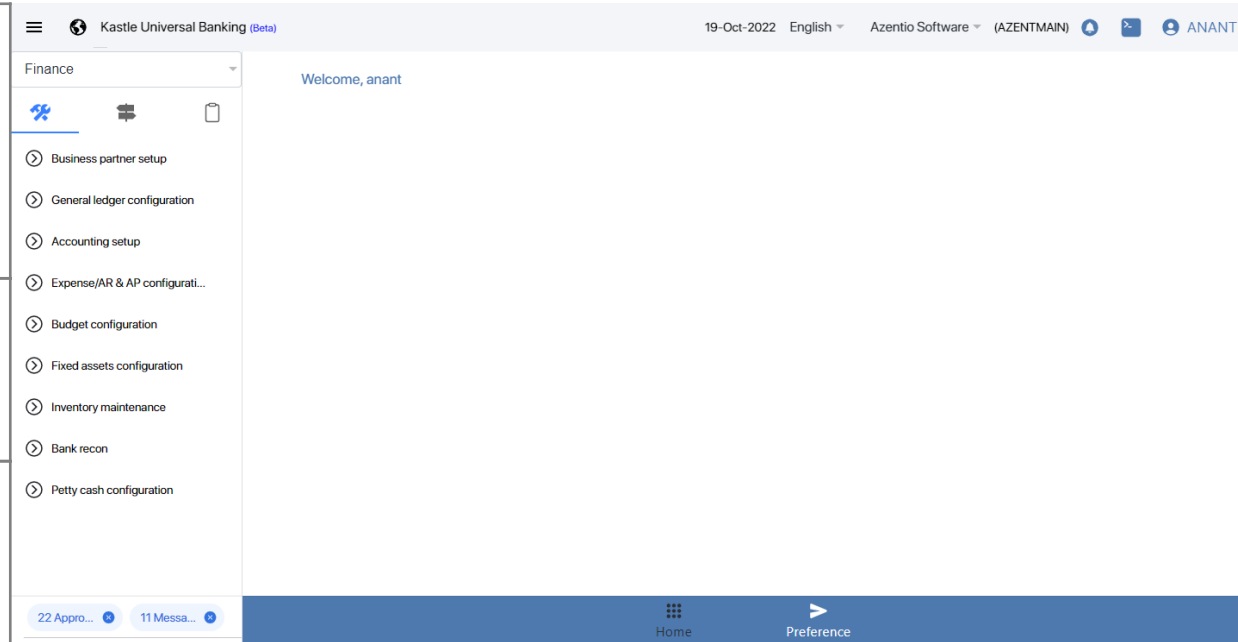 Kastle Universal Banking (Beta)
19-Oct-2022 English Azentio Software (AZENTMAIN) ANANT
Finance
Welcome, anant
Business partner setup
General ledger configuration
Accounting setup
Expense/AR & AP configurati...
Budget configuration
Fixed assets configuration
Inventory maintenance
Bank recon
Petty cash configuration
22 Appro... 11 Messa...
Home Preference